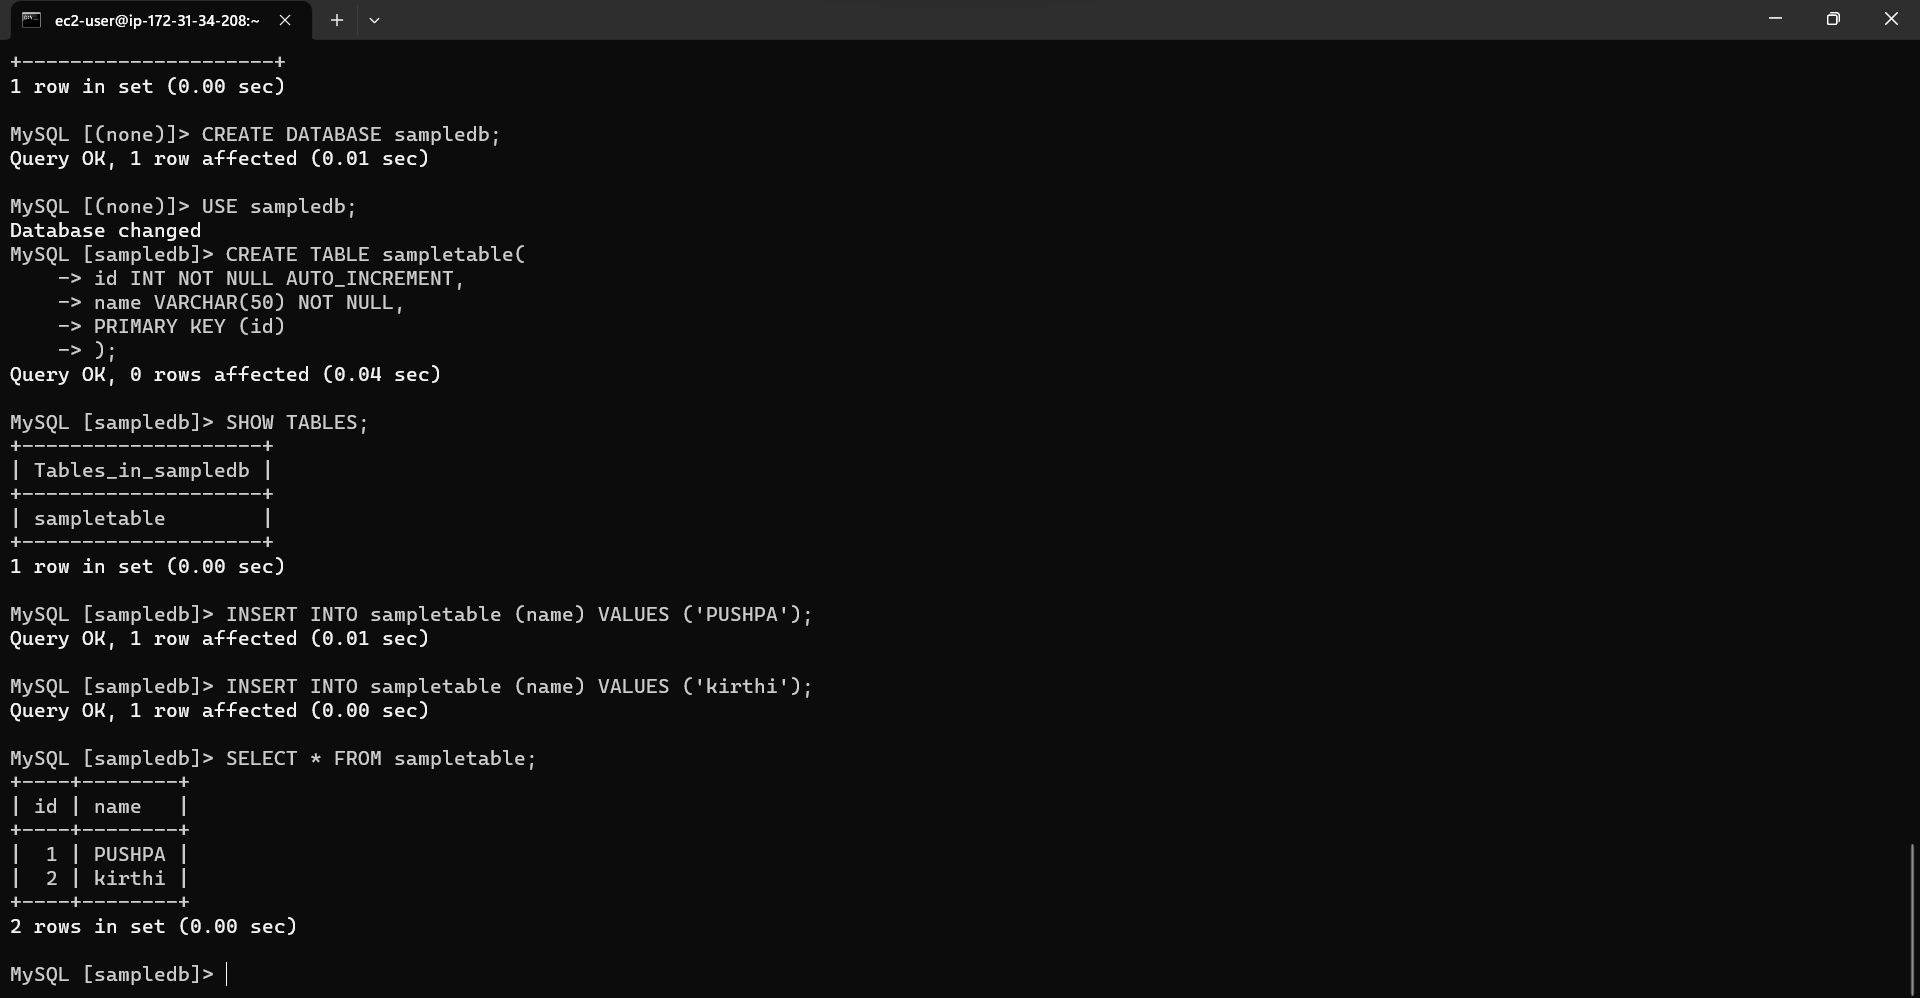 ec2-user@ip-172-31-34-208:~
+---------------------+
1 row in set (0.00 sec)
MySQL [(none)]> CREATE DATABASE sampledb;
Query OK, 1 row affected (0.01 sec)
MySQL [(none)]> USE sampledb;
Database changed
MySQL [sampledb]> CREATE TABLE sampletable(
    -> id INT NOT NULL AUTO_INCREMENT,
    -> name VARCHAR(50) NOT NULL,
    -> PRIMARY KEY (id)
    -> );
Query OK, 0 rows affected (0.04 sec)
MySQL [sampledb]> SHOW TABLES;
+--------------------+
| Tables_in_sampledb |
+--------------------+
| sampletable        |
+--------------------+
1 row in set (0.00 sec)
MySQL [sampledb]> INSERT INTO sampletable (name) VALUES ('PUSHPA');
Query OK, 1 row affected (0.01 sec)
MySQL [sampledb]> INSERT INTO sampletable (name) VALUES ('kirthi');
Query OK, 1 row affected (0.00 sec)
MySQL [sampledb]> SELECT * FROM sampletable;
+----+--------+
| id | name   |
+----+--------+
|  1 | PUSHPA |
|  2 | kirthi |
+----+--------+
2 rows in set (0.00 sec)
MySQL [sampledb]>